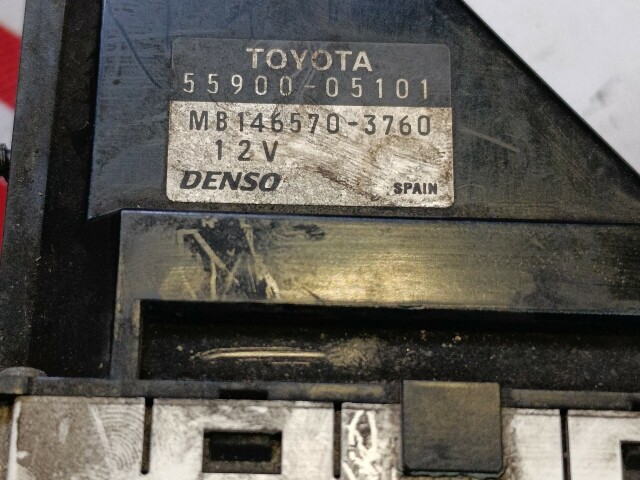 TOYOTA
55900-05101
MB146570-3760
12V
DENSO SPAIN